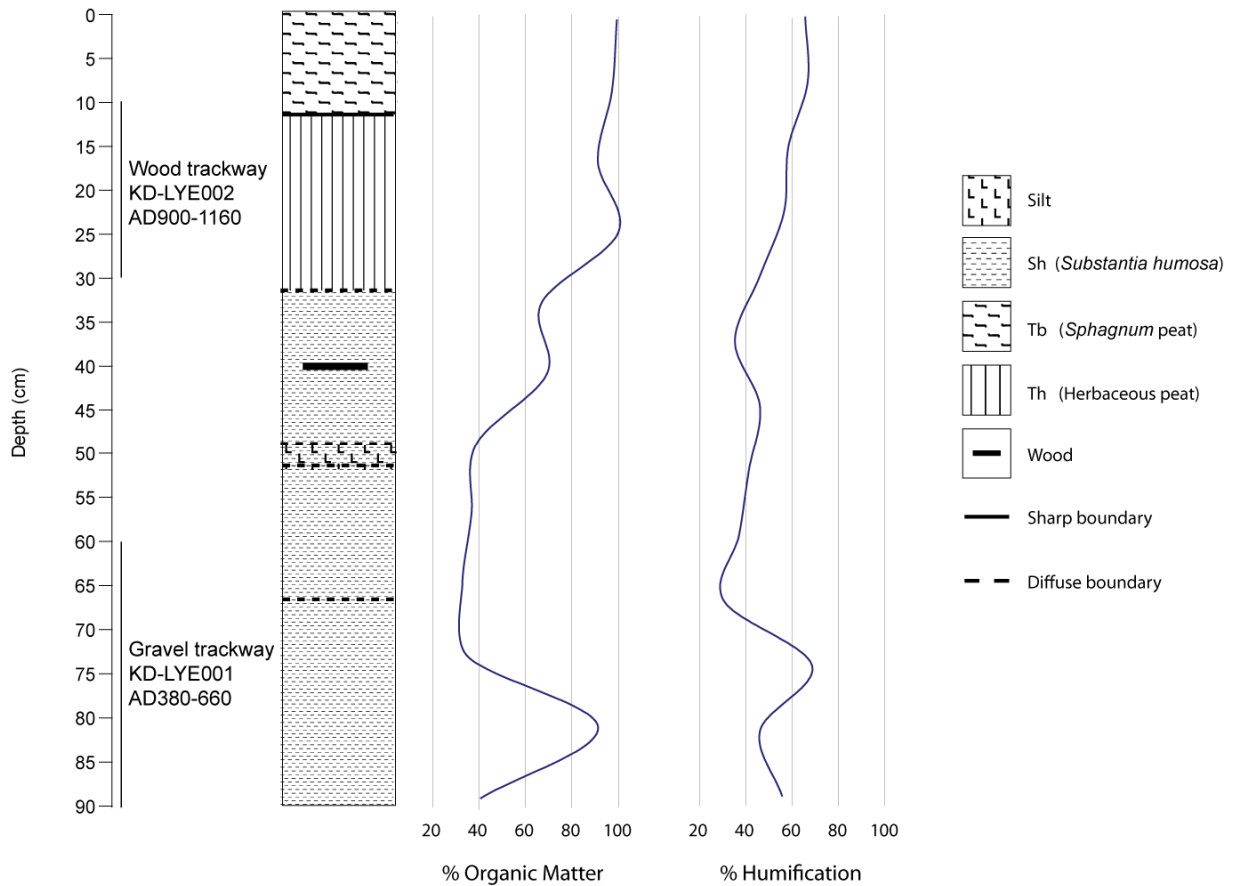 0
5
10
15
20
25
30
35
40
45
50
55
60
65
70
75
80
85
90
Depth (cm)
Wood trackway
KD-LYE002
AD900-1160
Gravel trackway
KD-LYE001
AD380-660
20 40 60 80 100
% Organic Matter
20 40 60 80 100
% Humification
Silt
Sh (Substantia humosa)
Tb (Sphagnum peat)
Th (Herbaceous peat)
Wood
Sharp boundary
Diffuse boundary